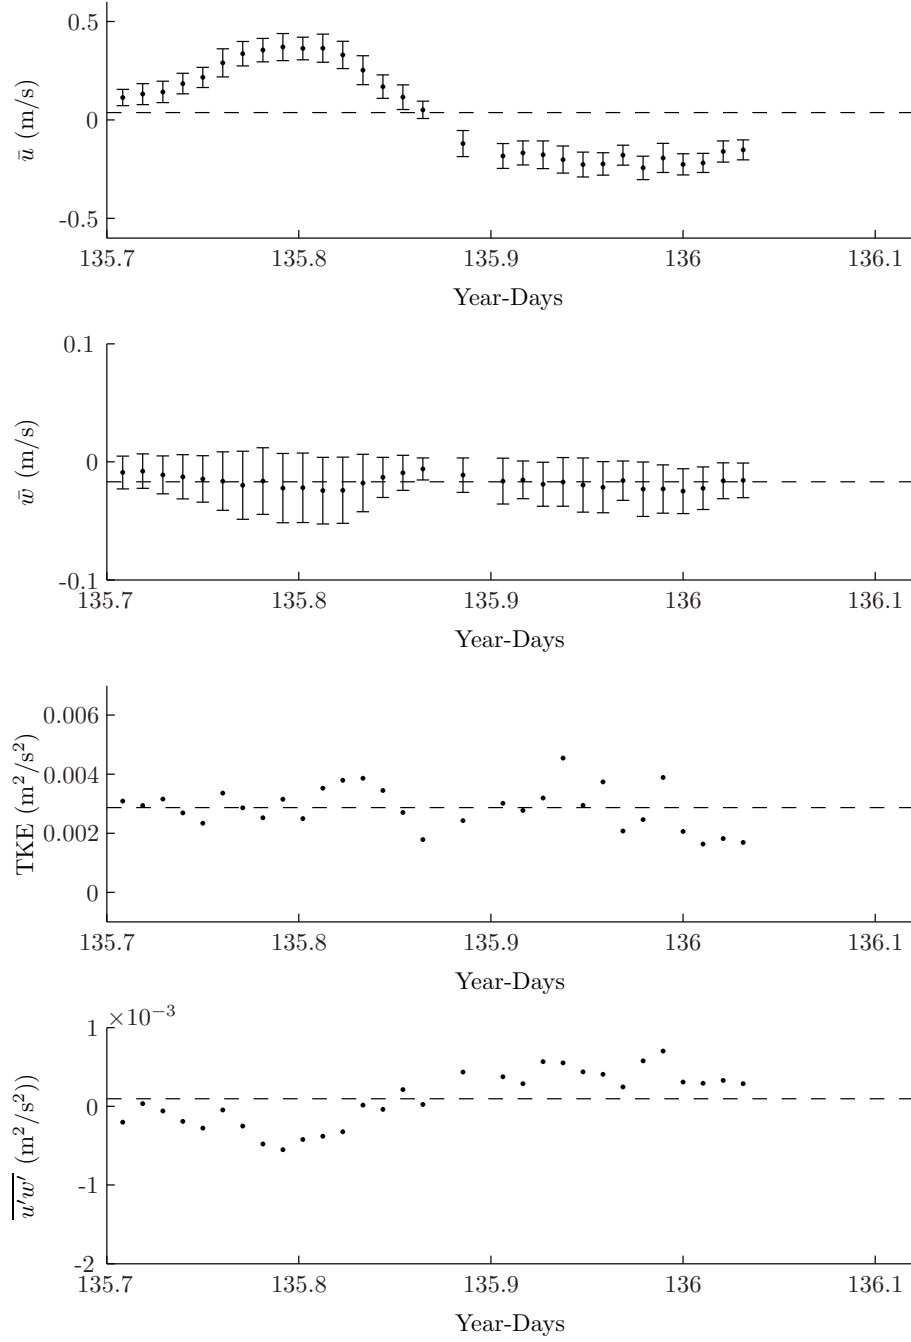 0.5
0
-0.5
ū (m/s)
135.7 135.8 135.9 136 136.1
Year-Days
0.1
0
-0.1
w̄ (m/s)
135.7 135.8 135.9 136 136.1
Year-Days
0.006
0.004
0.002
0
TKE (m²/s²)
135.7 135.8 135.9 136 136.1
Year-Days
×10⁻³
1
0
-1
-2
u̅'̅w̅'̅ (m²/s²))
135.7 135.8 135.9 136 136.1
Year-Days